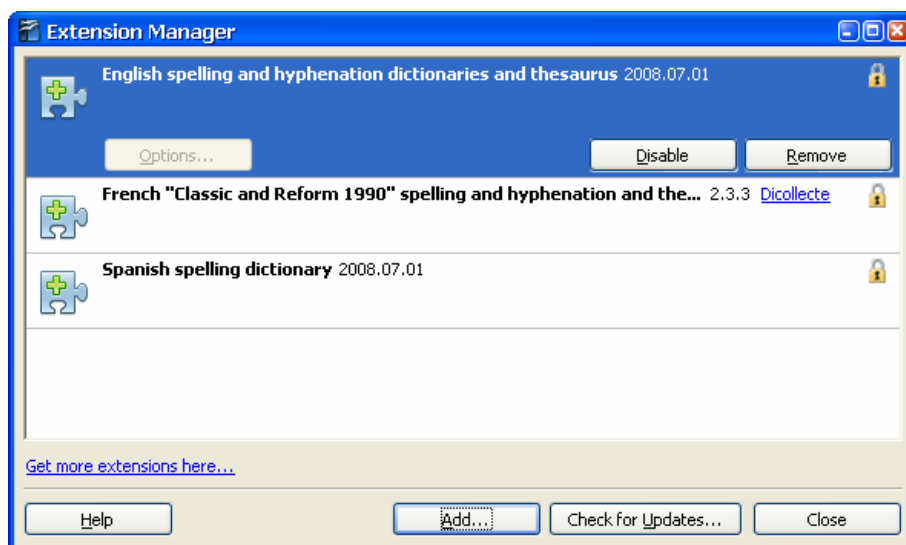 Extension Manager
English spelling and hyphenation dictionaries and thesaurus 2008.07.01
Options... Disable Remove
French "Classic and Reform 1990" spelling and hyphenation and the... 2.3.3 Dicollecte
Spanish spelling dictionary 2008.07.01
Get more extensions here...
Help Add... Check for Updates... Close